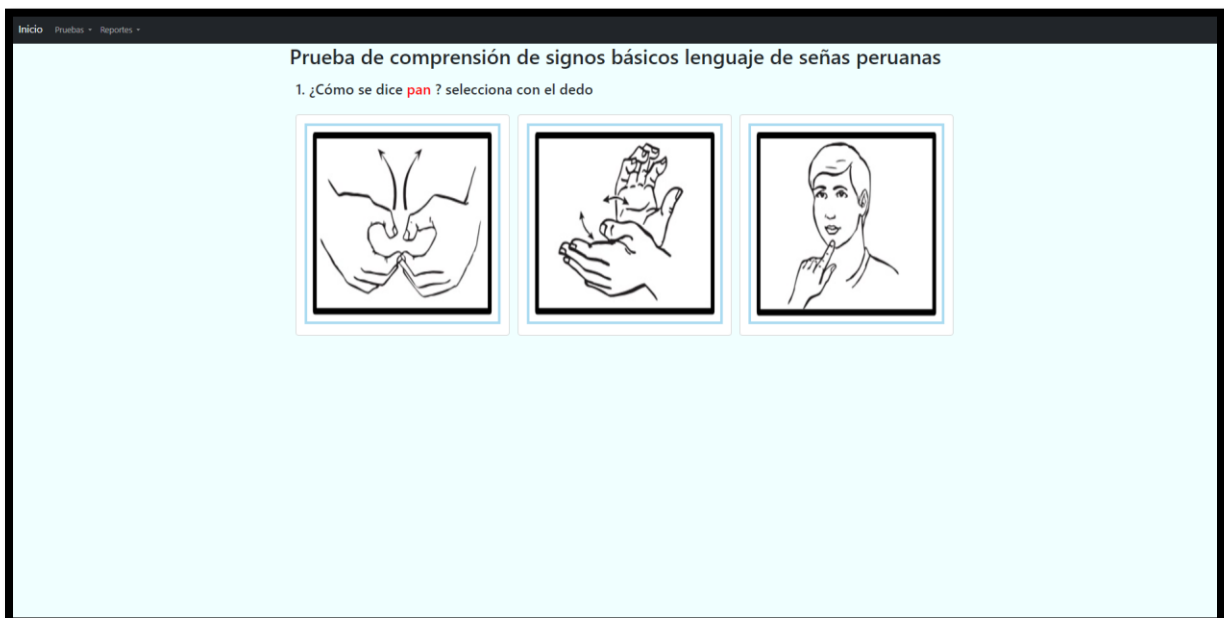 Inicio Pruebas Reportes
Prueba de comprensión de signos básicos lenguaje de señas peruanas
1. ¿Cómo se dice pan ? selecciona con el dedo